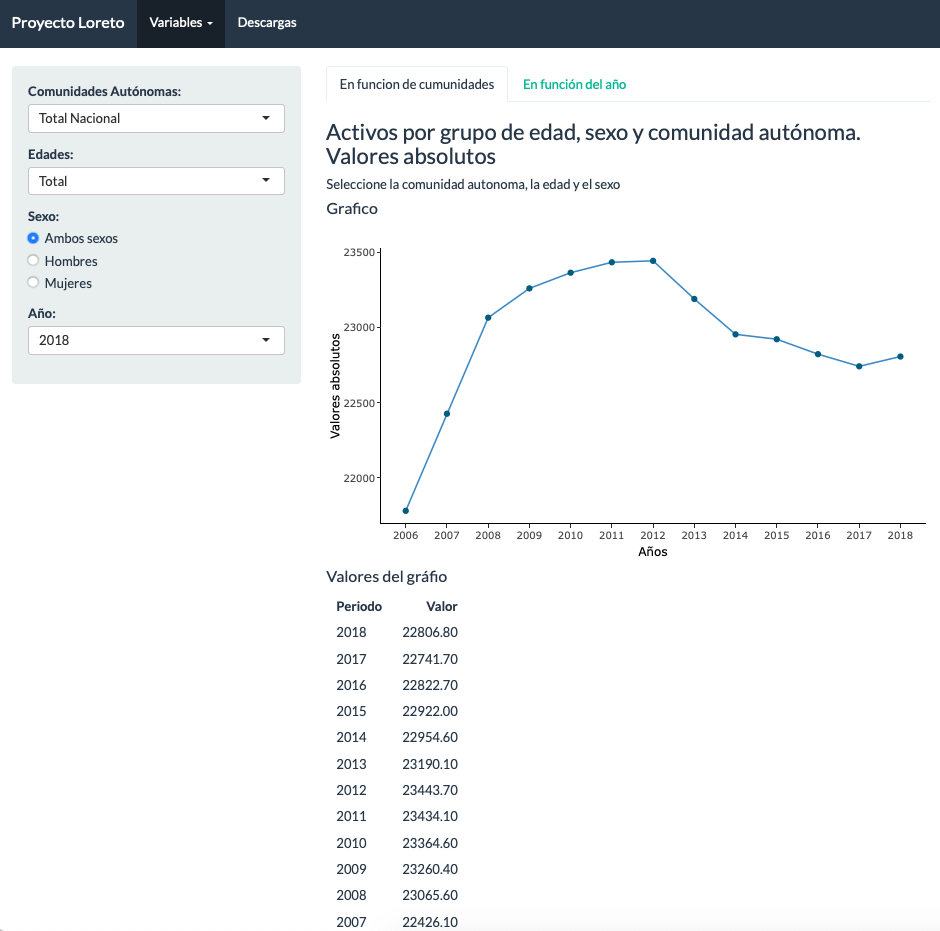 Proyecto Loreto Variables Descargas
Comunidades Autónomas:
Total Nacional
Edades:
Total
Sexo:
Ambos sexos
Hombres
Mujeres
Año:
2018
En funcion de cumunidades En función del año
Activos por grupo de edad, sexo y comunidad autónoma.
Valores absolutos
Seleccione la comunidad autonoma, la edad y el sexo
Grafico
23500
23000
22500
22000
Valores absolutos
2006 2007 2008 2009 2010 2011 2012 2013 2014 2015 2016 2017 2018
Años
Valores del gráfio
Periodo Valor
2018 22806.80
2017 22741.70
2016 22822.70
2015 22922.00
2014 22954.60
2013 23190.10
2012 23443.70
2011 23434.10
2010 23364.60
2009 23260.40
2008 23065.60
2007 22426.10